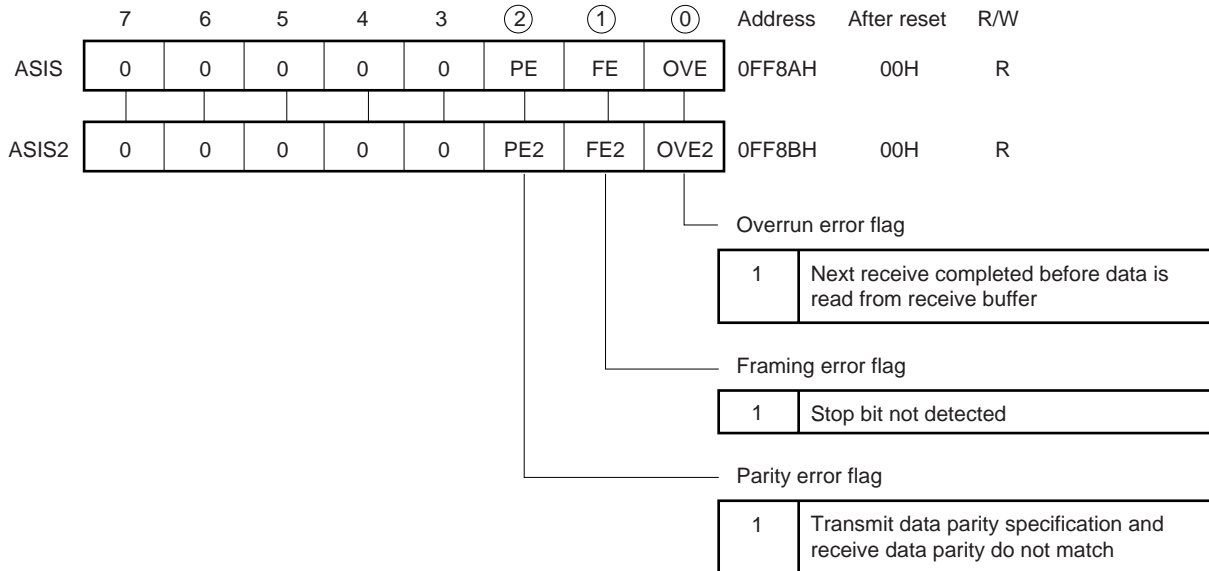 7 6 5 4 3 2 1 0 Address After reset R/W
ASIS 0 0 0 0 0 PE FE OVE 0FF8AH 00H R
ASIS2 0 0 0 0 0 PE2 FE2 OVE2 0FF8BH 00H R
Overrun error flag
1 Next receive completed before data is
read from receive buffer
Framing error flag
1 Stop bit not detected
Parity error flag
1 Transmit data parity specification and
receive data parity do not match